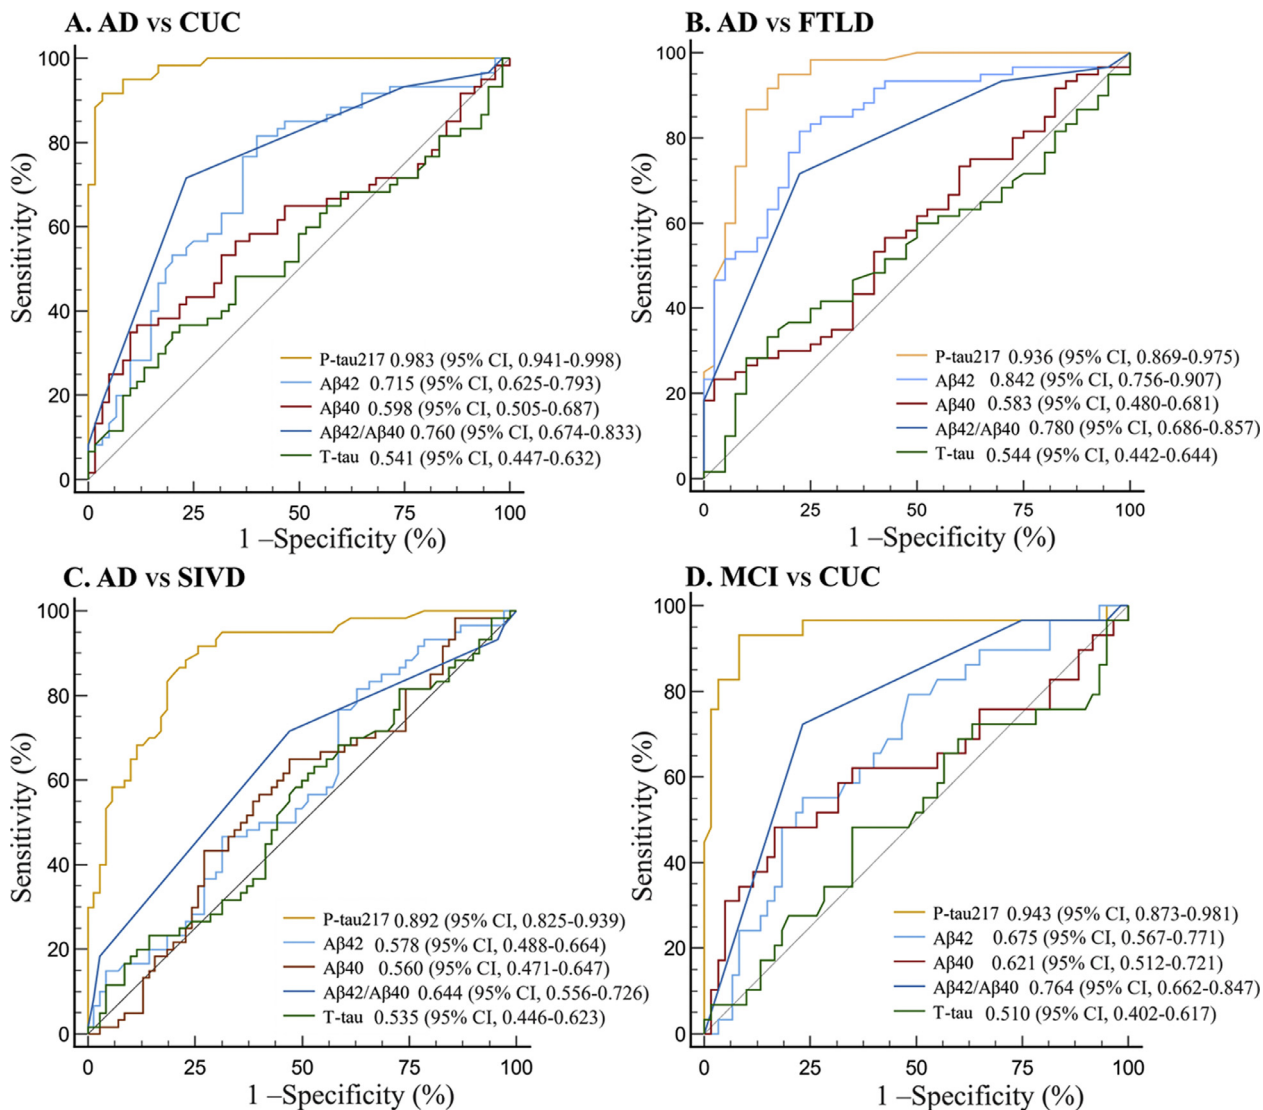 A. AD vs CUC
100
80
60
40
20
0
Sensitivity (%)
P-tau217 0.983 (95% CI, 0.941-0.998)
Aβ42 0.715 (95% CI, 0.625-0.793)
Aβ40 0.598 (95% CI, 0.505-0.687)
Aβ42/Aβ40 0.760 (95% CI, 0.674-0.833)
T-tau 0.541 (95% CI, 0.447-0.632)
0 25 50 75 100
1 –Specificity (%)
B. AD vs FTLD
100
80
60
40
20
0
Sensitivity (%)
P-tau217 0.936 (95% CI, 0.869-0.975)
Aβ42 0.842 (95% CI, 0.756-0.907)
Aβ40 0.583 (95% CI, 0.480-0.681)
Aβ42/Aβ40 0.780 (95% CI, 0.686-0.857)
T-tau 0.544 (95% CI, 0.442-0.644)
0 25 50 75 100
1 –Specificity (%)
C. AD vs SIVD
100
80
60
40
20
0
Sensitivity (%)
P-tau217 0.892 (95% CI, 0.825-0.939)
Aβ42 0.578 (95% CI, 0.488-0.664)
Aβ40 0.560 (95% CI, 0.471-0.647)
Aβ42/Aβ40 0.644 (95% CI, 0.556-0.726)
T-tau 0.535 (95% CI, 0.446-0.623)
0 25 50 75 100
1 –Specificity (%)
D. MCI vs CUC
100
80
60
40
20
0
Sensitivity (%)
P-tau217 0.943 (95% CI, 0.873-0.981)
Aβ42 0.675 (95% CI, 0.567-0.771)
Aβ40 0.621 (95% CI, 0.512-0.721)
Aβ42/Aβ40 0.764 (95% CI, 0.662-0.847)
T-tau 0.510 (95% CI, 0.402-0.617)
0 25 50 75 100
1 –Specificity (%)